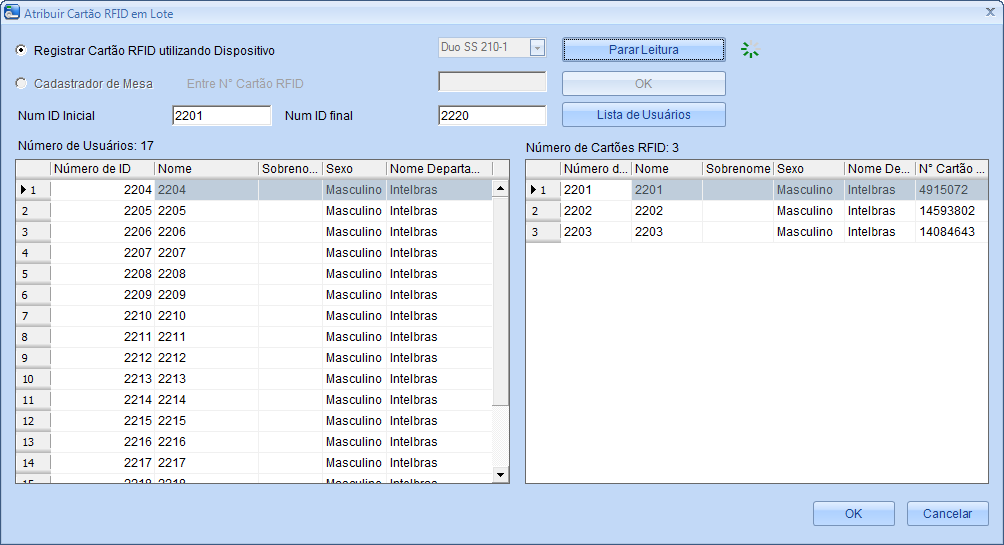 Atribuir Cartão RFID em Lote
Registrar Cartão RFID utilizando Dispositivo
Duo SS 210-1
Parar Leitura
Cadastrador de Mesa
Entre N° Cartão RFID
OK
Num ID Inicial
2201
Num ID final
2220
Lista de Usuários
Número de Usuários: 17
Número de ID Nome Sobreno... Sexo Nome Departa...
1 2204 2204 Masculino Intelbras
2 2205 2205 Masculino Intelbras
3 2206 2206 Masculino Intelbras
4 2207 2207 Masculino Intelbras
5 2208 2208 Masculino Intelbras
6 2209 2209 Masculino Intelbras
7 2210 2210 Masculino Intelbras
8 2211 2211 Masculino Intelbras
9 2212 2212 Masculino Intelbras
10 2213 2213 Masculino Intelbras
11 2214 2214 Masculino Intelbras
12 2215 2215 Masculino Intelbras
13 2216 2216 Masculino Intelbras
14 2217 2217 Masculino Intelbras
15 2218 2218 Masculino Intelbras
Número de Cartões RFID: 3
Número d... Nome Sobrenome Sexo Nome De... N° Cartão ...
1 2201 2201 Masculino Intelbras 4915072
2 2202 2202 Masculino Intelbras 14593802
3 2203 2203 Masculino Intelbras 14084643
OK
Cancelar